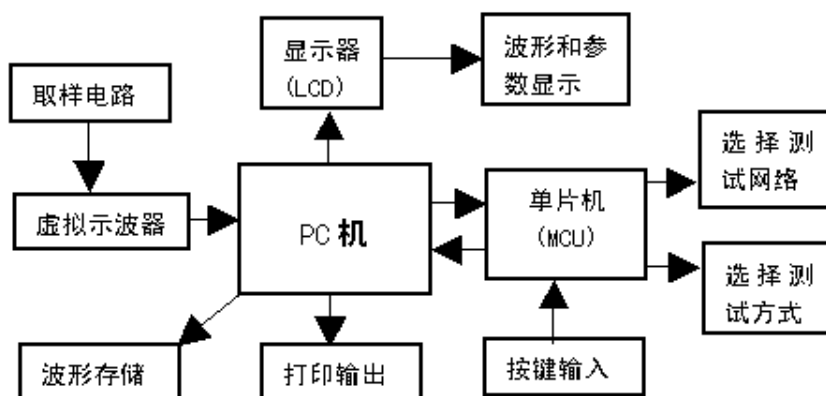 显示器
(LCD)
波形和参
数显示
取样电路
选择测
试网络
虚拟示波器
PC机
单片机
(MCU)
选择测
试方式
波形存储
打印输出
按键输入